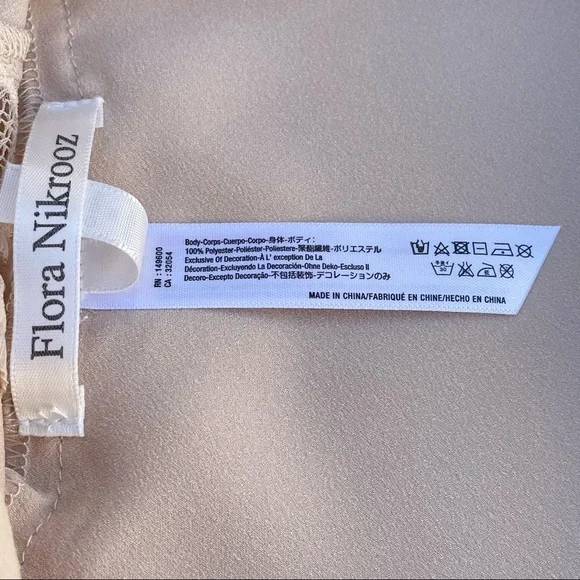 Flora Nikrooz
RN : 149600
CA : 32054
Body-Corps-Cuerpo-Corpo-身体-ボディ:
100% Polyester-Poliéster-Poliestere-聚酯纖維-ポリエステル
Exclusive Of Decoration-À L' exception De La
Décoration-Excluyendo La Decoración-Ohne Deko-Escluso Il
Decoro-Excepto Decoração-不包括装饰-デコレーションのみ
MADE IN CHINA/FABRIQUÉ EN CHINE/HECHO EN CHINA